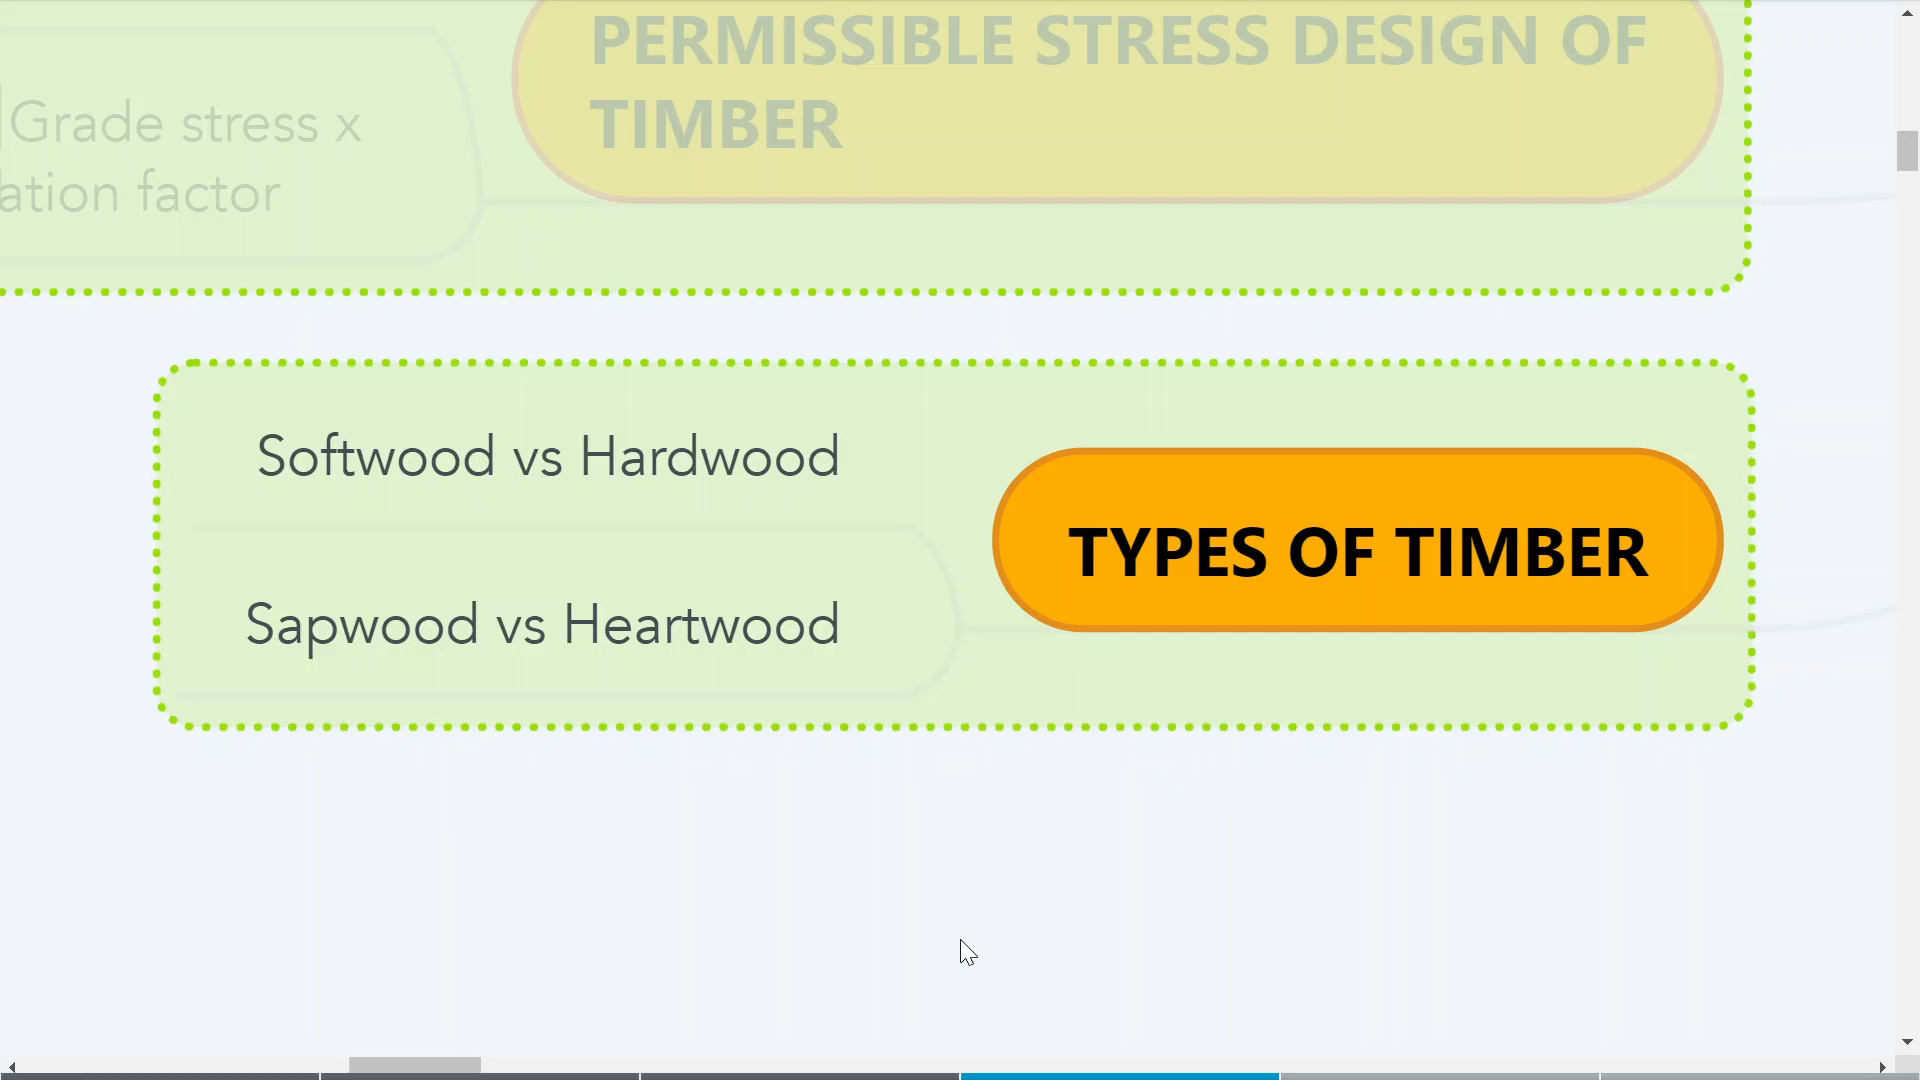 PERMISSIBLE STRESS DESIGN OF
TIMBER
Grade stress x
ation factor
Softwood vs Hardwood
TYPES OF TIMBER
Sapwood vs Heartwood